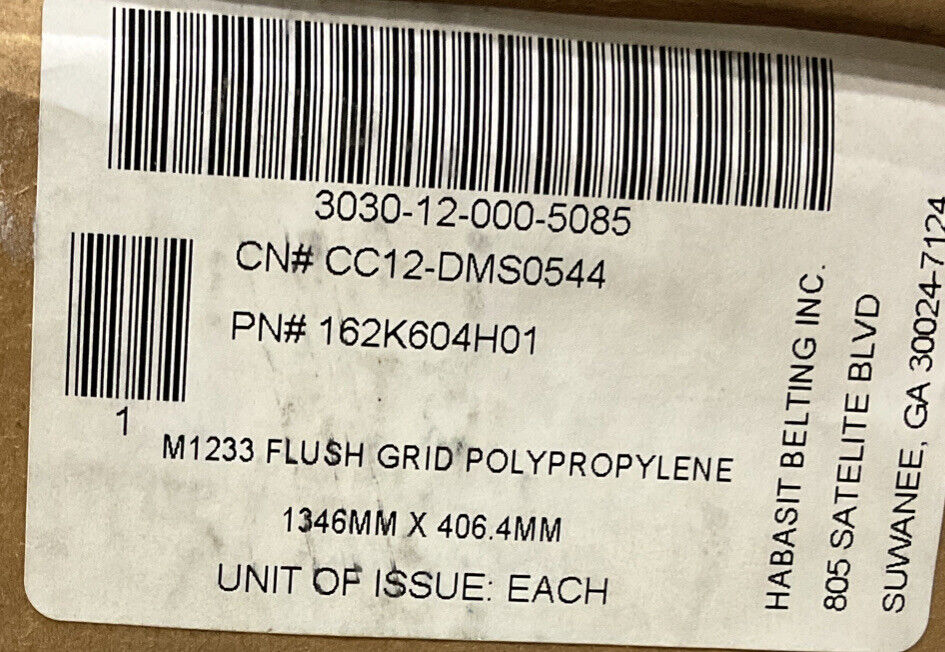 3030-12-000-5085
CN# CC12-DMS0544
PN# 162K604H01
1
M1233 FLUSH GRID POLYPROPYLENE
1346MM X 406.4MM
UNIT OF ISSUE: EACH
HABASIT BELTING INC.
805 SATELITE BLVD
SUWANEE, GA 30024-7124